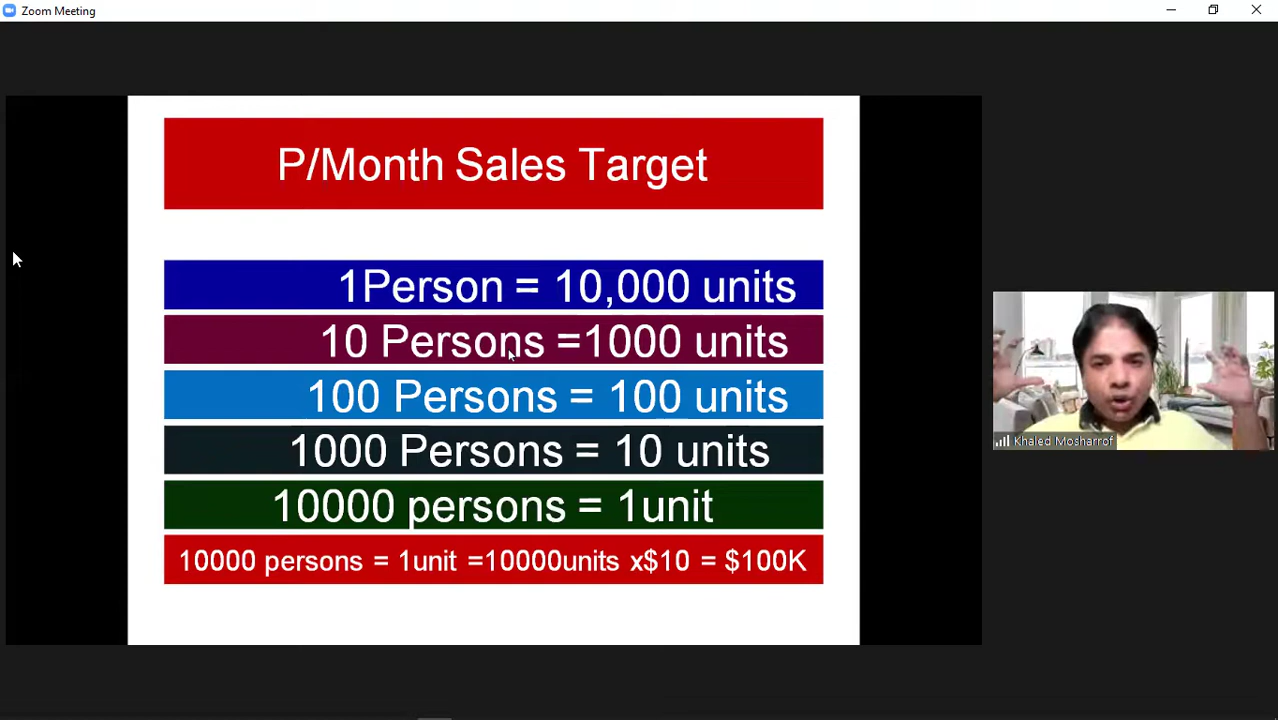 Zoom Meeting
P/Month Sales Target
1Person = 10,000 units
10 Persons =1000 units
100 Persons = 100 units
1000 Persons = 10 units
10000 persons = 1unit
10000 persons = 1unit =10000units x$10 = $100K
Khaled Mosharrof